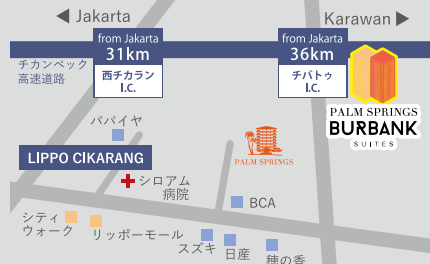 ◀ Jakarta
Karawan ▶
from Jakarta
31km
西チカラン
I.C.
from Jakarta
36km
チバトゥ
I.C.
チカンペック
高速道路
PALM SPRINGS
BURBANK
SUITES
パパイヤ
LIPPO CIKARANG
シロアム
病院
PALM SPRINGS
BCA
シティ
ウォーク
リッポーモール
スズキ
日産
穂の香